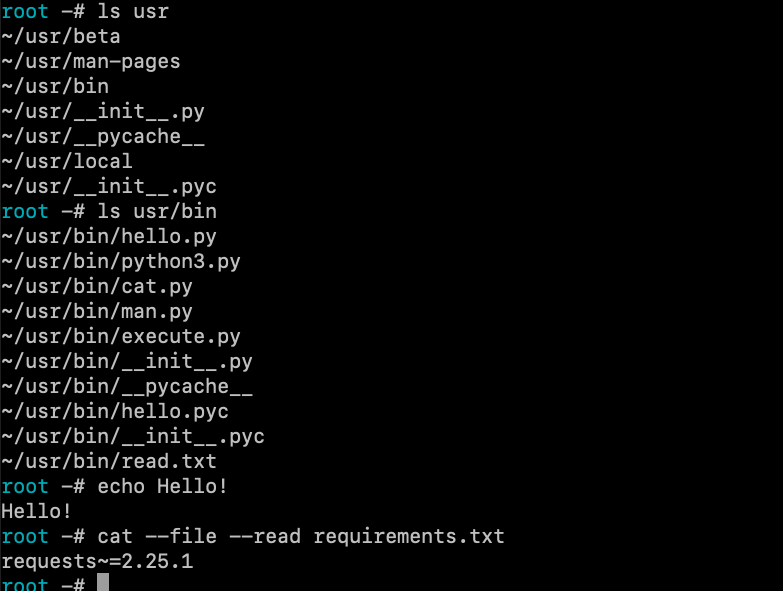 root ~# ls usr
~/usr/beta
~/usr/man-pages
~/usr/bin
~/usr/__init__.py
~/usr/__pycache__
~/usr/local
~/usr/__init__.pyc
root ~# ls usr/bin
~/usr/bin/hello.py
~/usr/bin/python3.py
~/usr/bin/cat.py
~/usr/bin/man.py
~/usr/bin/execute.py
~/usr/bin/__init__.py
~/usr/bin/__pycache__
~/usr/bin/hello.pyc
~/usr/bin/__init__.pyc
~/usr/bin/read.txt
root ~# echo Hello!
Hello!
root ~# cat --file --read requirements.txt
requests~=2.25.1
root ~#